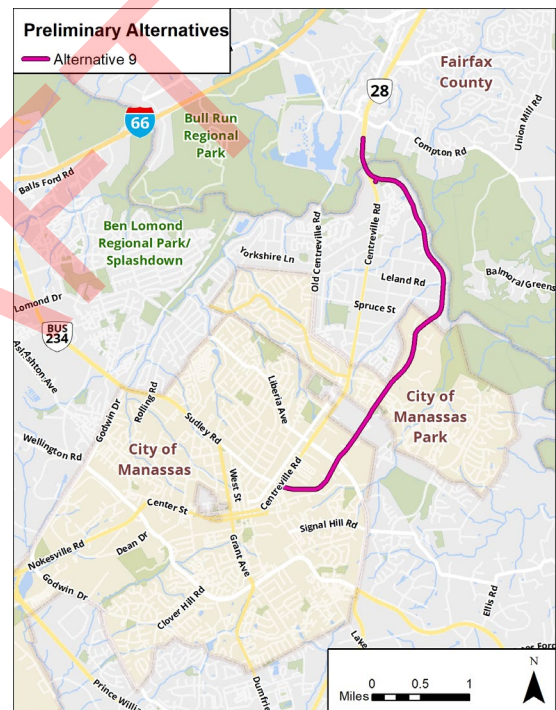 Preliminary Alternatives
Alternative 9
Fairfax
County
28
66
Bull Run
Regional
Park
Union Mill Rd
Compton Rd
Balls Ford Rd
Ben Lomond
Regional Park/
Splashdown
Old Centreville Rd
Centreville Rd
Yorkshire Ln
Leland Rd
Balmoral Greens
Lomond Dr
Spruce St
BUS
234
Ashton Ave
Liberia Ave
Rolling Rd
Godwin Dr
City of
Manassas
Park
Sudley Rd
Wellington Rd
City of
Manassas
West St
Centreville Rd
Center St
Signal Hill Rd
Dean Dr
Grant Ave
Nokesville Rd
Godwin Dr
Clover Hill Rd
Ellis Rd
Lake
Prince Willia
Dumfrie
N
0 0.5 1
Miles